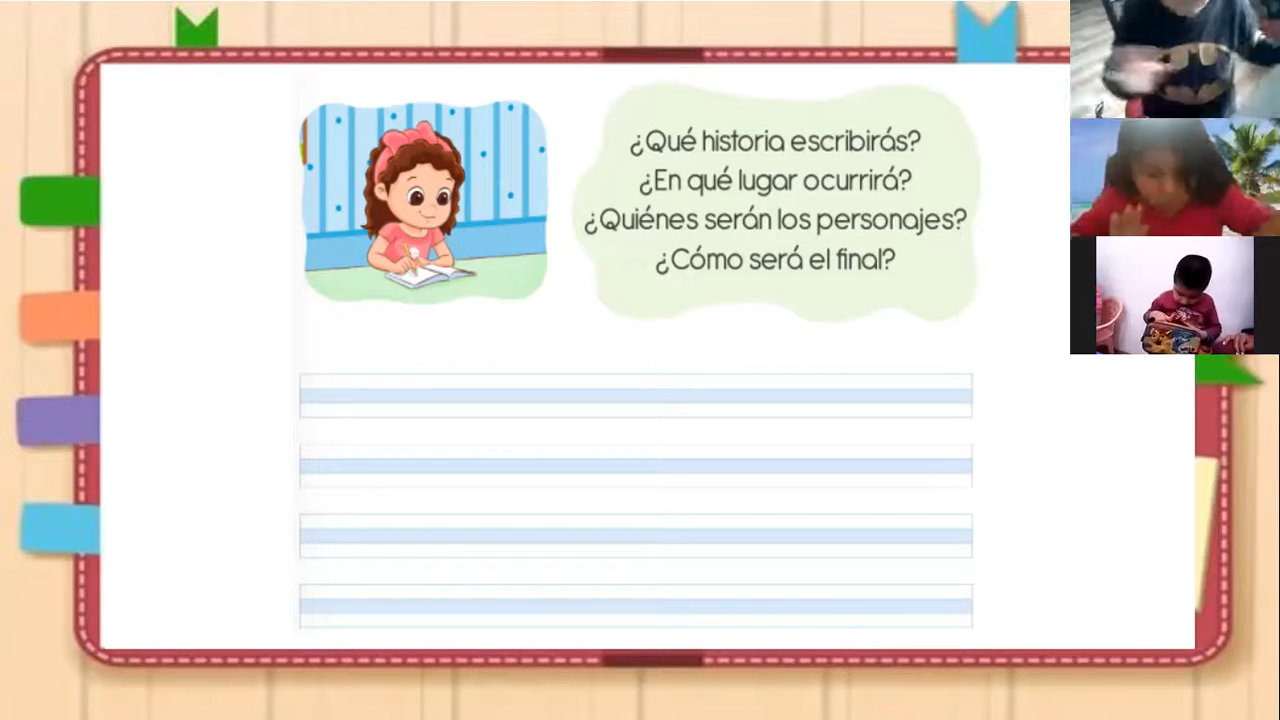 ¿Qué historia escribirás?
¿En qué lugar ocurrirá?
¿Quiénes serán los personajes?
¿Cómo será el final?